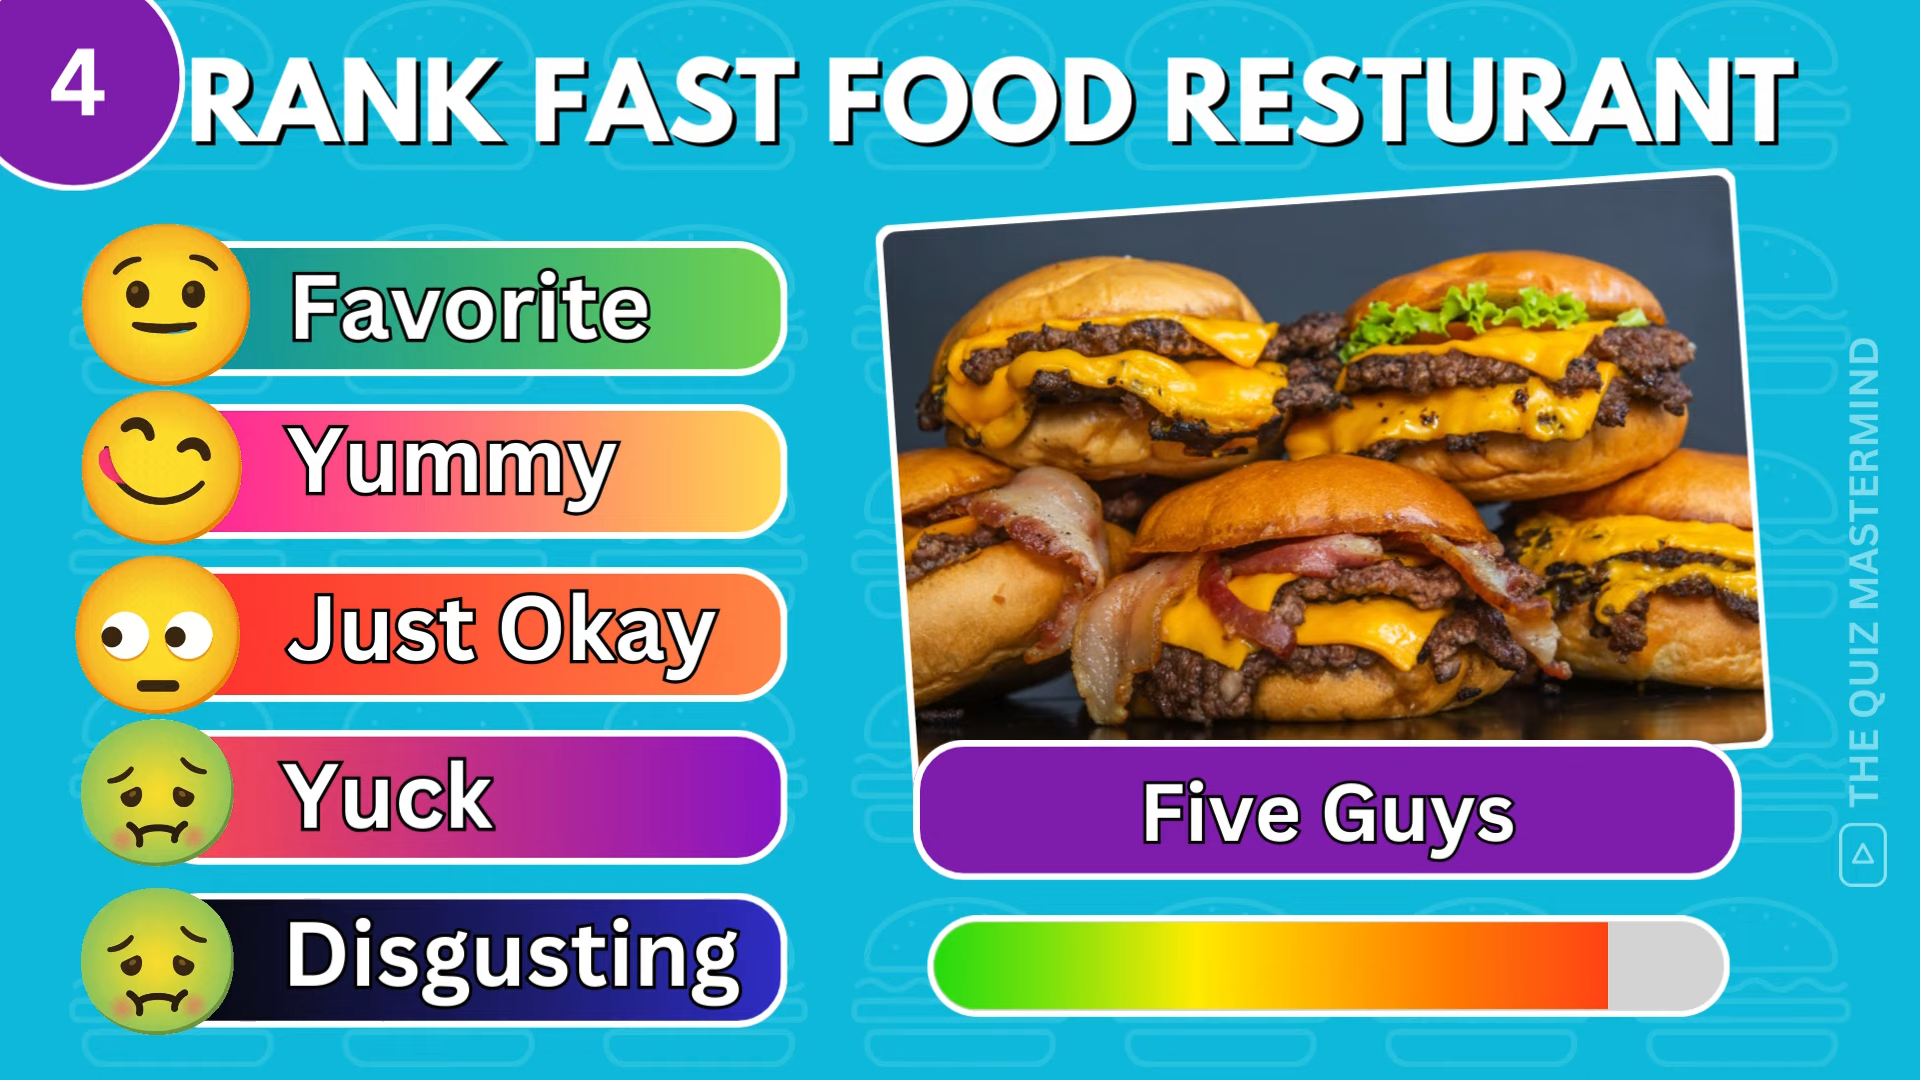 4
RANK FAST FOOD RESTURANT
Favorite
Yummy
Just Okay
Yuck
Disgusting
Five Guys
THE QUIZ MASTERMIND